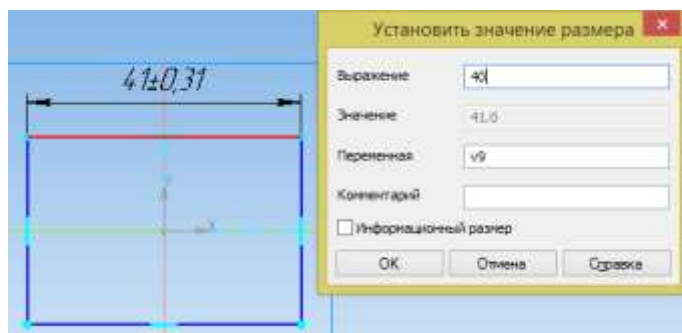 41±0,31
Установить значение размера
Выражение 40
Значение 41.0
Переменная v9
Комментарий
Информационный размер
OK Отмена Справка